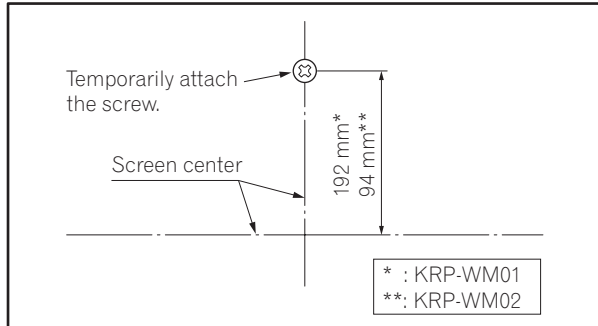 Temporarily attach
the screw.
192 mm*
94 mm**
Screen center
* : KRP-WM01
**: KRP-WM02